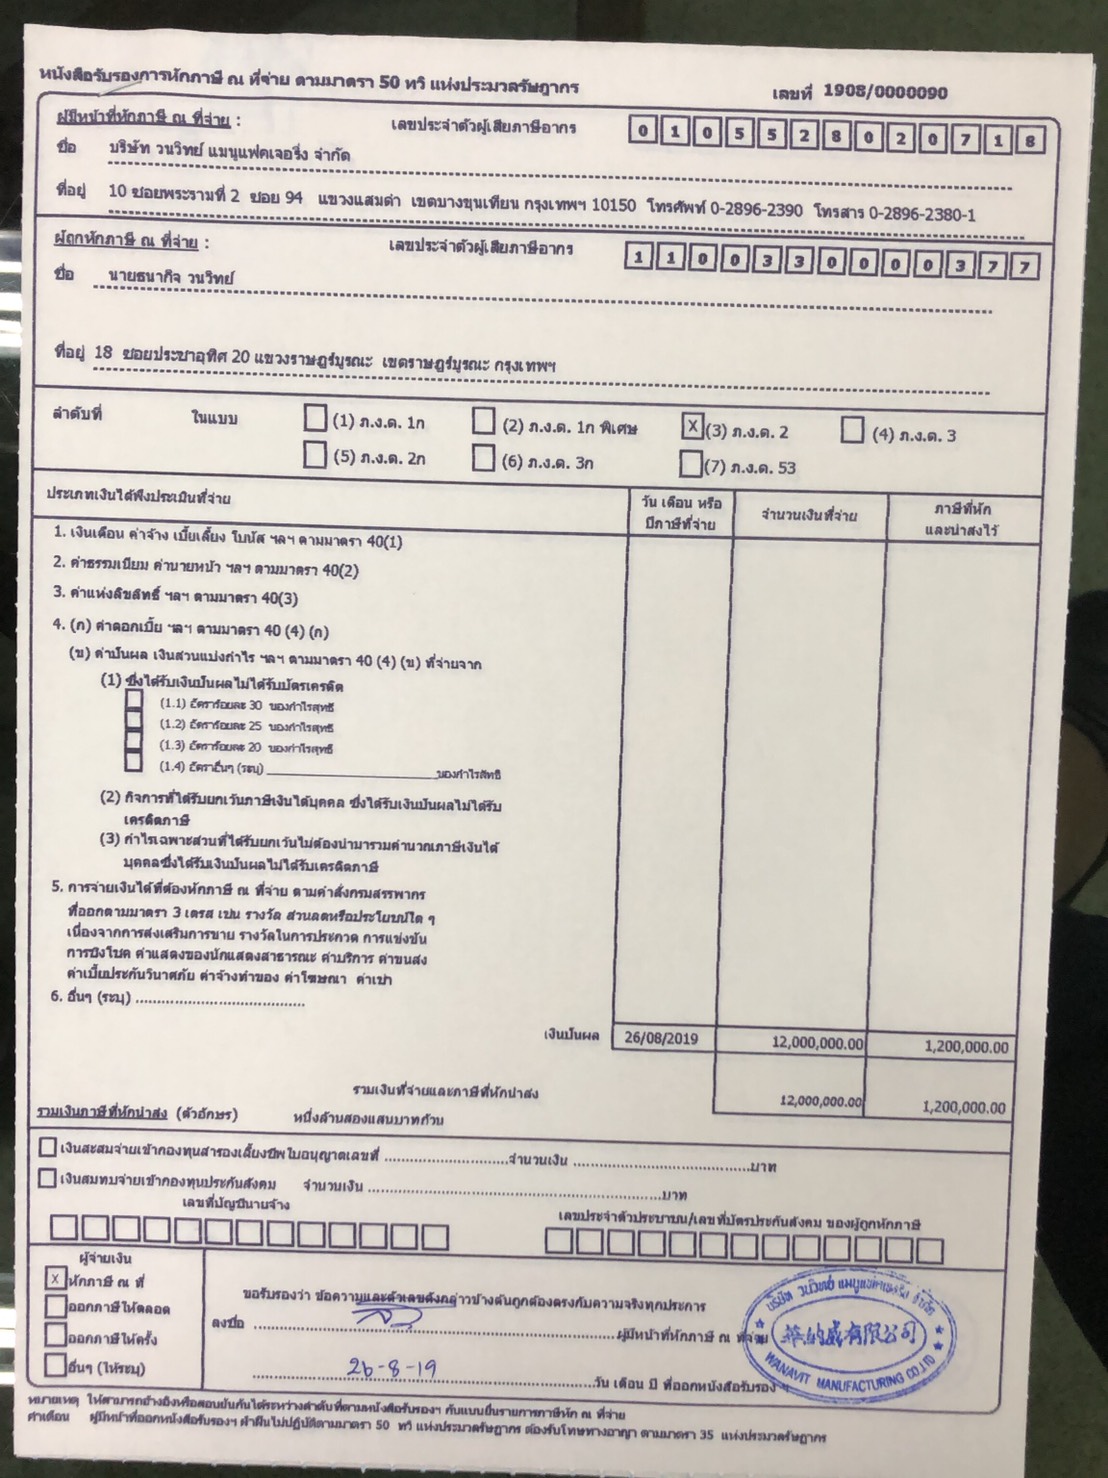 หนังสือรับรองการหักภาษี ณ ที่จ่าย ตามมาตรา 50 ทวิ แห่งประมวลรัษฎากร
เลขที่ 1908/0000090
ผู้มีหน้าที่หักภาษี ณ ที่จ่าย : เลขประจำตัวผู้เสียภาษีอากร 0 1 0 5 5 2 8 0 2 0 7 1 8
ชื่อ บริษัท วนวิทย์ แมนูแฟคเจอริ่ง จำกัด
ที่อยู่ 10 ซอยพระรามที่ 2 ซอย 94 แขวงแสมดำ เขตบางขุนเทียน กรุงเทพฯ 10150 โทรศัพท์ 0-2896-2390 โทรสาร 0-2896-2380-1
ผู้ถูกหักภาษี ณ ที่จ่าย : เลขประจำตัวผู้เสียภาษีอากร 1 1 0 0 3 3 0 0 0 0 3 7 7
ชื่อ นายธนากิจ วนวิทย์
ที่อยู่ 18 ซอยประชาอุทิศ 20 แขวงราษฎร์บูรณะ เขตราษฎร์บูรณะ กรุงเทพฯ
ลำดับที่ ในแบบ (1) ภ.ง.ด. 1ก (2) ภ.ง.ด. 1ก พิเศษ X (3) ภ.ง.ด. 2 (4) ภ.ง.ด. 3
(5) ภ.ง.ด. 2ก (6) ภ.ง.ด. 3ก (7) ภ.ง.ด. 53
ประเภทเงินได้พึงประเมินที่จ่าย
วัน เดือน หรือ
ปีภาษีที่จ่าย
จำนวนเงินที่จ่าย
ภาษีที่หัก
และนำส่งไว้
1. เงินเดือน ค่าจ้าง เบี้ยเลี้ยง โบนัส ฯลฯ ตามมาตรา 40(1)
2. ค่าธรรมเนียม ค่านายหน้า ฯลฯ ตามมาตรา 40(2)
3. ค่าแห่งลิขสิทธิ์ ฯลฯ ตามมาตรา 40(3)
4. (ก) ค่าดอกเบี้ย ฯลฯ ตามมาตรา 40 (4) (ก)
(ข) ค่าปันผล เงินส่วนแบ่งกำไร ฯลฯ ตามมาตรา 40 (4) (ข) ที่จ่ายจาก
(1) ซึ่งได้รับเงินปันผลไม่ได้รับบัตรเครดิต
(1.1) อัตราร้อยละ 30 ของกำไรสุทธิ
(1.2) อัตราร้อยละ 25 ของกำไรสุทธิ
(1.3) อัตราร้อยละ 20 ของกำไรสุทธิ
(1.4) อัตราอื่นๆ (ระบุ) ของกำไรสุทธิ
(2) กิจการที่ได้รับยกเว้นภาษีเงินได้บุคคล ซึ่งได้รับเงินปันผลไม่ได้รับ
เครดิตภาษี
(3) กำไรเฉพาะส่วนที่ได้รับยกเว้นไม่ต้องนำมารวมคำนวณภาษีเงินได้
บุคคลซึ่งได้รับเงินปันผลไม่ได้รับเครดิตภาษี
5. การจ่ายเงินได้ที่ต้องหักภาษี ณ ที่จ่าย ตามคำสั่งกรมสรรพากร
ที่ออกตามมาตรา 3 เตรส เช่น รางวัล ส่วนลดหรือประโยชน์ใด ๆ
เนื่องจากการส่งเสริมการขาย รางวัลในการประกวด การแข่งขัน
การชิงโชค ค่าแสดงของนักแสดงสาธารณะ ค่าบริการ ค่าขนส่ง
ค่าเบี้ยประกันวินาศภัย ค่าจ้างทำของ ค่าโฆษณา ค่าเช่า
6. อื่นๆ (ระบุ) ................................
เงินปันผล 26/08/2019 12,000,000.00 1,200,000.00
รวมเงินที่จ่ายและภาษีที่หักนำส่ง 12,000,000.00 1,200,000.00
รวมเงินภาษีที่หักนำส่ง (ตัวอักษร) หนึ่งล้านสองแสนบาทถ้วน
เงินสะสมจ่ายเข้ากองทุนสำรองเลี้ยงชีพใบอนุญาตเลขที่ ........................จำนวนเงิน ..................................บาท
เงินสมทบจ่ายเข้ากองทุนประกันสังคม จำนวนเงิน ........................................................บาท
เลขที่บัญชีนายจ้าง
เลขประจำตัวประชาชน/เลขที่บัตรประกันสังคม ของผู้ถูกหักภาษี
ผู้จ่ายเงิน
X หักภาษี ณ ที่
ออกภาษีให้ตลอด
ออกภาษีให้ครั้ง
อื่นๆ (ให้ระบุ)
ขอรับรองว่า ข้อความและตัวเลขดังกล่าวข้างต้นถูกต้องตรงกับความจริงทุกประการ
ลงชื่อ ................................................ผู้มีหน้าที่หักภาษี ณ ที่จ่าย
26-8-19
................................................วัน เดือน ปี ที่ออกหนังสือรับรองฯ
บริษัท วนวิทย์ แมนูแฟคเจอริ่ง จำกัด
華納威有限公司
WANAVIT MANUFACTURING CO.,LTD
หมายเหตุ ให้สามารถอ้างอิงหรือสอบยันกันได้ระหว่างลำดับที่ตามหนังสือรับรองฯ กับแบบยื่นรายการภาษีหัก ณ ที่จ่าย
คำเตือน ผู้มีหน้าที่ออกหนังสือรับรองฯ ฝ่าฝืนไม่ปฏิบัติตามมาตรา 50 ทวิ แห่งประมวลรัษฎากร ต้องรับโทษทางอาญา ตามมาตรา 35 แห่งประมวลรัษฎากร